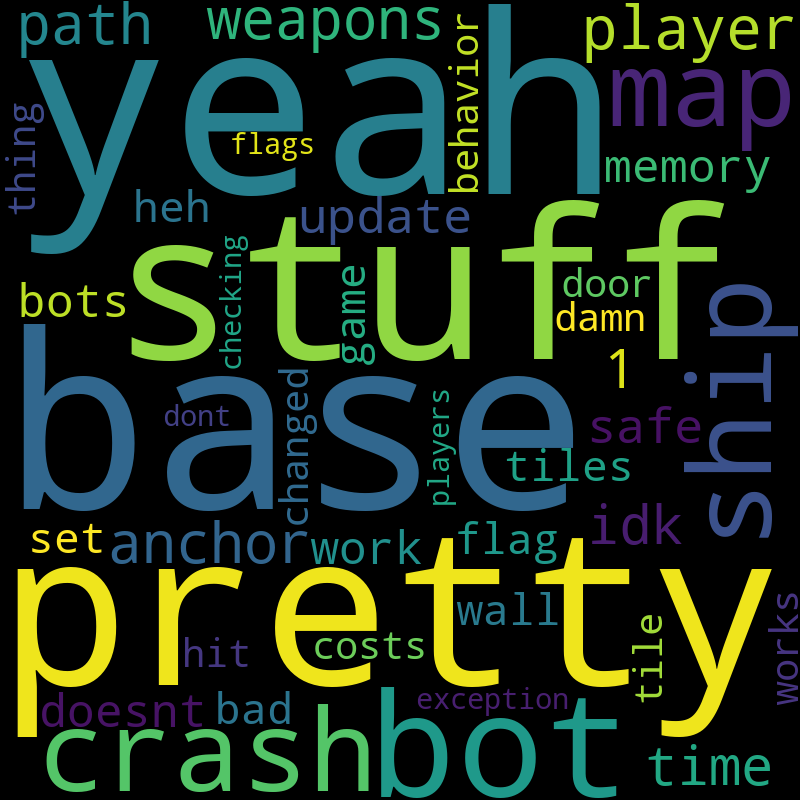 path
weapons
player
yeah
map
thing
behavior
flags
memory
heh
update
stuff
bots
checking
game
door
damn
ship
1
base
changed
dont
players
safe
tiles
set
anchor
work
flag
idk
pretty
wall
hit
costs
tile
works
doesnt
bad
exception
crash
bot
time